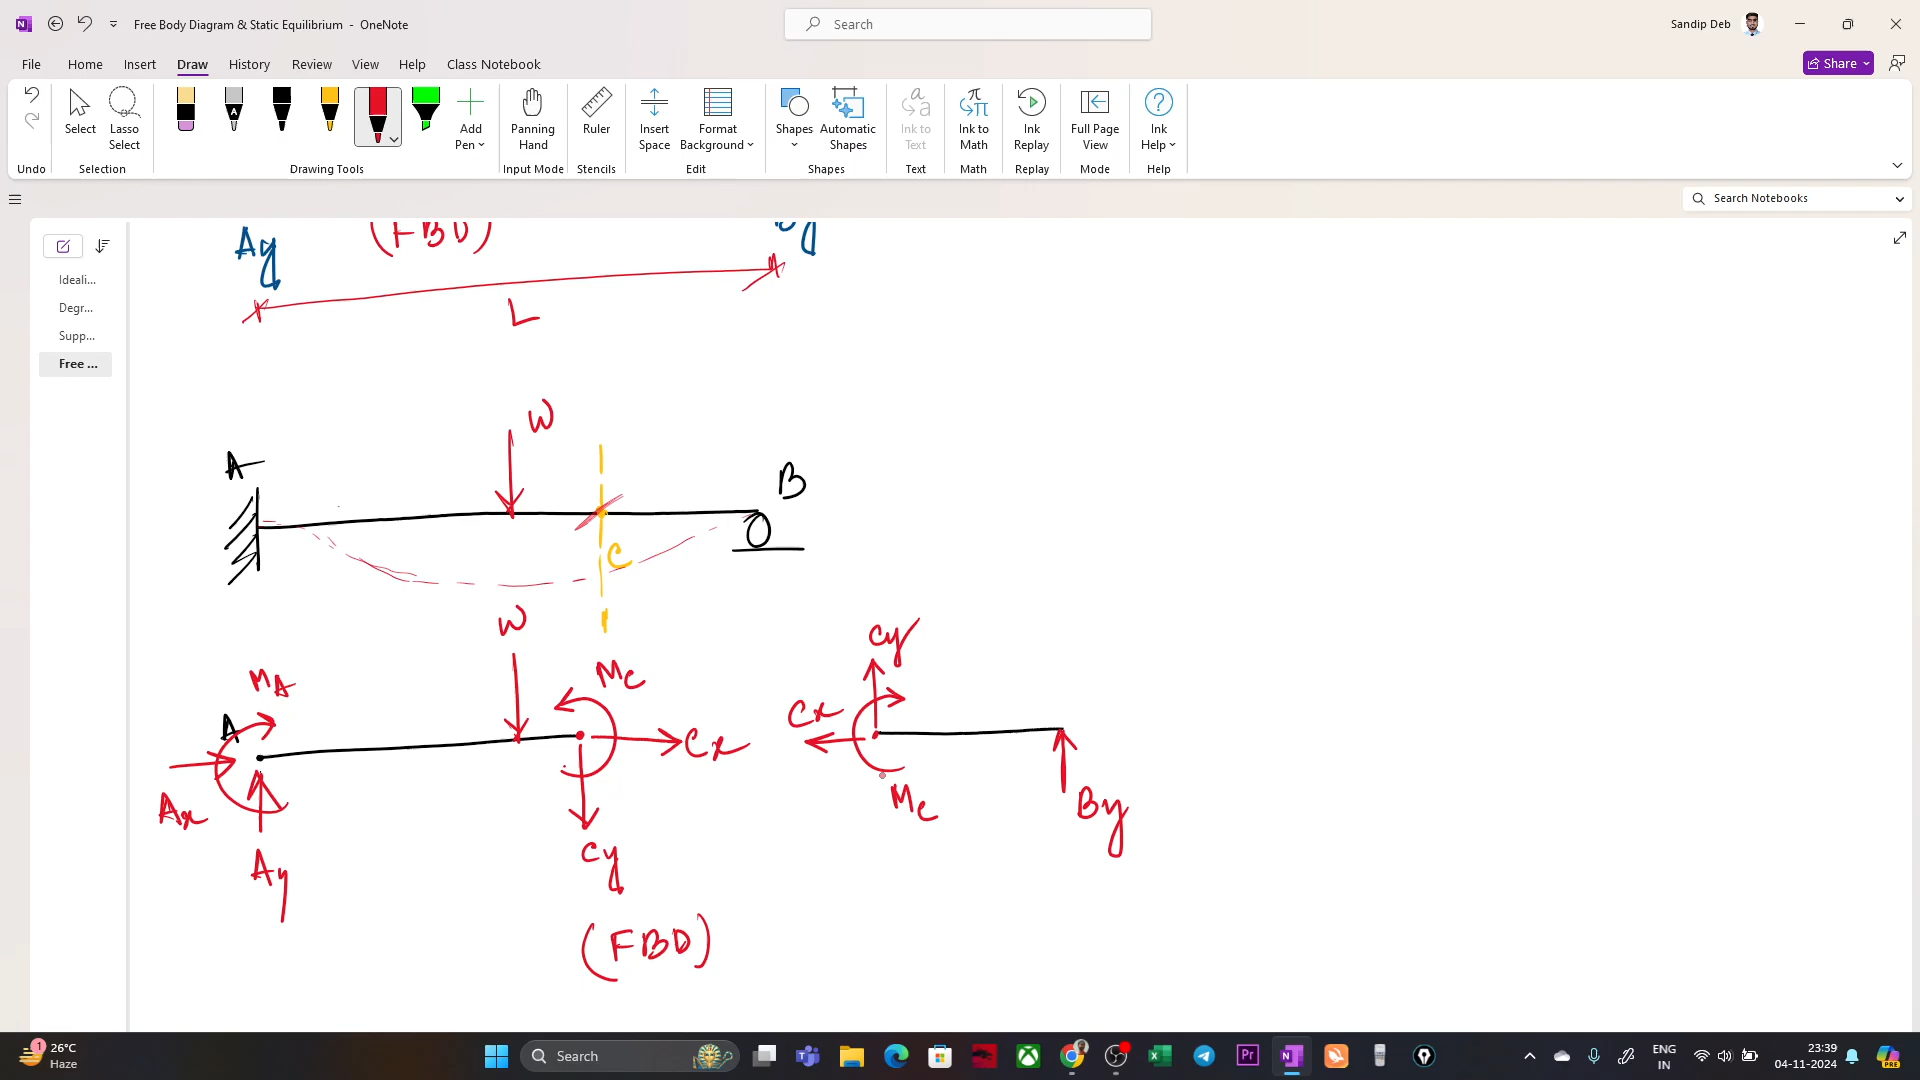 Free Body Diagram & Static Equilibrium - OneNote
Search
Sandip Deb
File Home Insert Draw History Review View Help Class Notebook
Share
Select
Lasso Select
Add Pen
Panning Hand
Ruler
Insert Space
Format Background
Shapes
Automatic Shapes
Ink to Text
Ink to Math
Ink Replay
Full Page View
Ink Help
Undo Selection Drawing Tools Input Mode Stencils Edit Shapes Text Math Replay Mode Help
Search Notebooks
Ideali...
Degr...
Supp...
Free ...
Ay (FBD) By
L
W
A B
C
W
MA Mc Cy
A Cx Cx
Ax Mc By
Ay Cy
(FBD)
1
26°C
Haze
Search
Pr
ENG
IN
23:39
04-11-2024
PRE